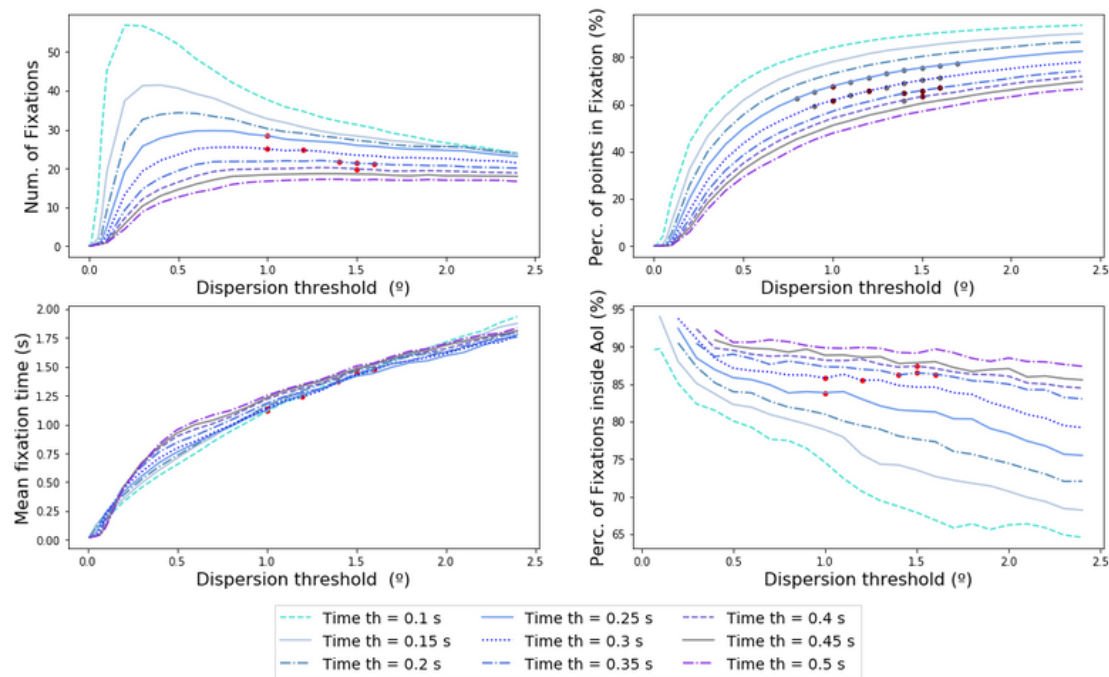 Num. of Fixations
50
40
30
20
10
0
0.0 0.5 1.0 1.5 2.0 2.5
Dispersion threshold (º)
Perc. of points in Fixation (%)
80
60
40
20
0
0.0 0.5 1.0 1.5 2.0 2.5
Dispersion threshold (º)
Mean fixation time (s)
2.00
1.75
1.50
1.25
1.00
0.75
0.50
0.25
0.00
0.0 0.5 1.0 1.5 2.0 2.5
Dispersion threshold (º)
Perc. of Fixations inside AoI (%)
95
90
85
80
75
70
65
0.0 0.5 1.0 1.5 2.0 2.5
Dispersion threshold (º)
Time th = 0.1 s Time th = 0.25 s Time th = 0.4 s
Time th = 0.15 s Time th = 0.3 s Time th = 0.45 s
Time th = 0.2 s Time th = 0.35 s Time th = 0.5 s